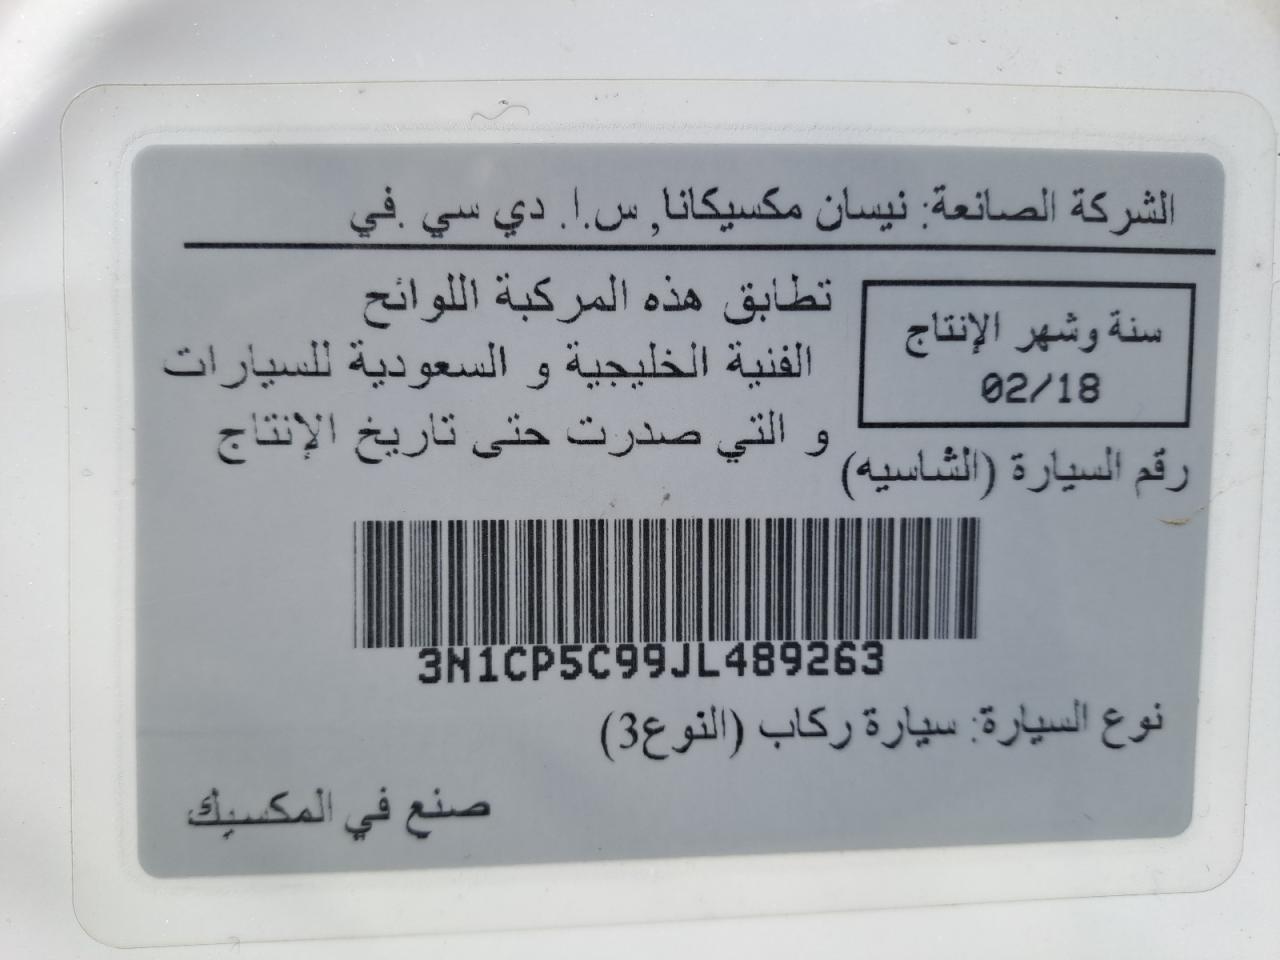 الشركة الصانعة: نيسان مكسيكانا, س.ا. دي سي .في
سنة وشهر الإنتاج
02/18
تطابق هذه المركبة اللوائح
الفنية الخليجية و السعودية للسيارات
و التي صدرت حتى تاريخ الإنتاج
رقم السيارة (الشاسيه)
3N1CP5C99JL489263
نوع السيارة: سيارة ركاب (النوع3)
صنع في المكسيك